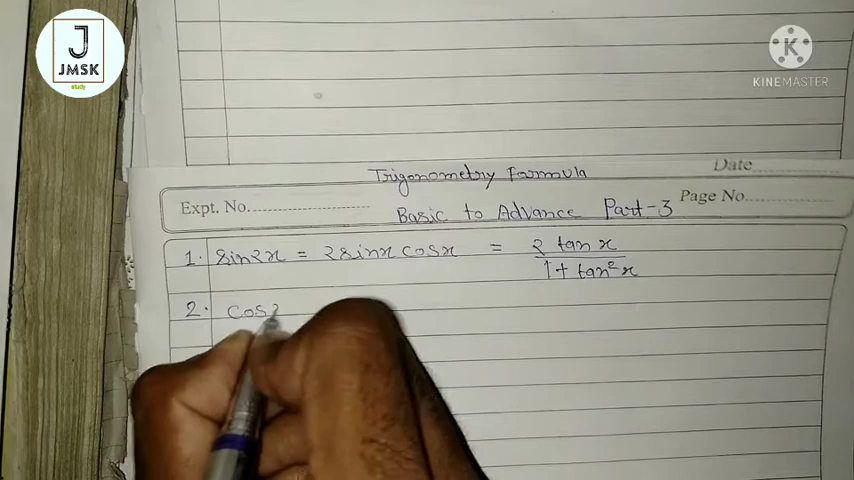 J
JMSK
study
K
KINEMASTER
Trigonometry Formula
Date
Expt. No.
Basic to Advance Part-3
Page No.
1. sin2x = 2sinx cosx = 2 tan x / 1 + tan²x
2. cos2